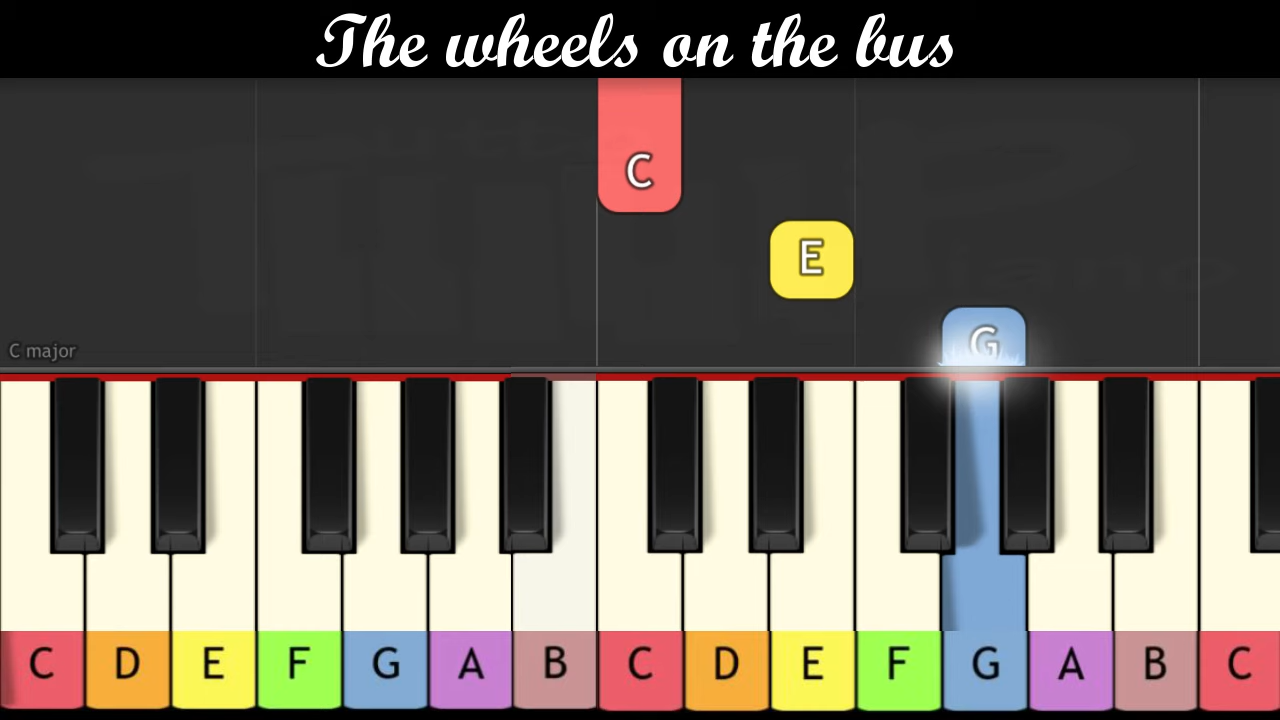 The wheels on the bus
C
E
G
C major
C D E F G A B C D E F G A B C